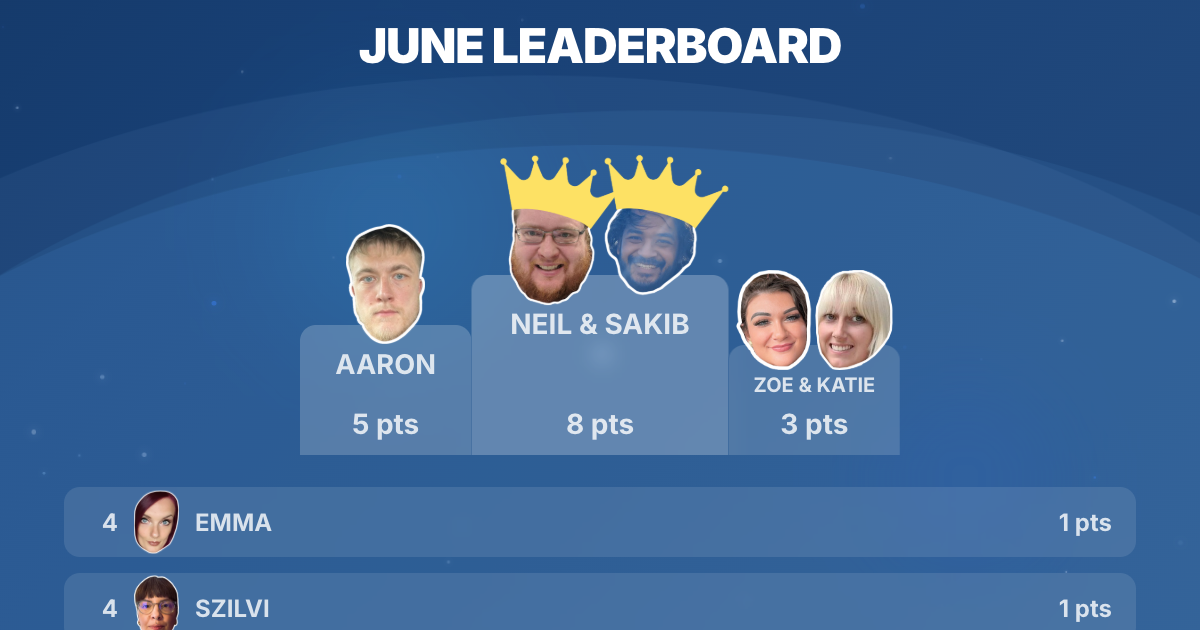 JUNE LEADERBOARD
NEIL & SAKIB
AARON
ZOE & KATIE
5 pts
8 pts
3 pts
4 EMMA 1 pts
4 SZILVI 1 pts